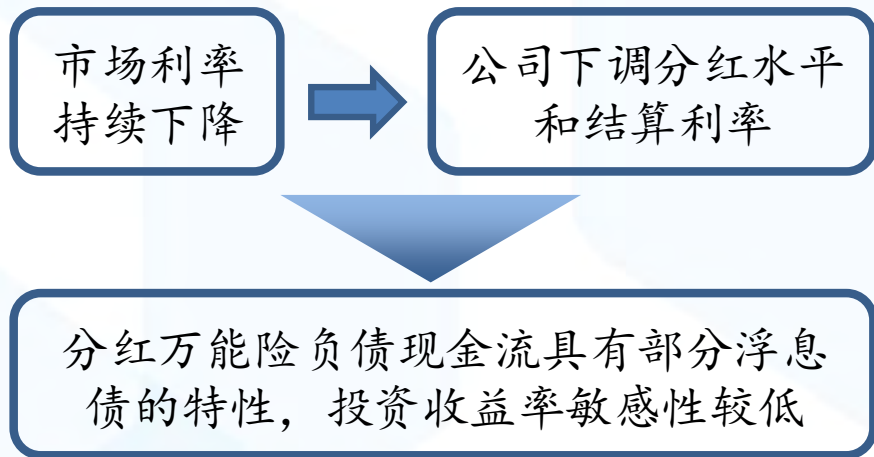 市场利率
持续下降
公司下调分红水平
和结算利率
分红万能险负债现金流具有部分浮息
债的特性，投资收益率敏感性较低